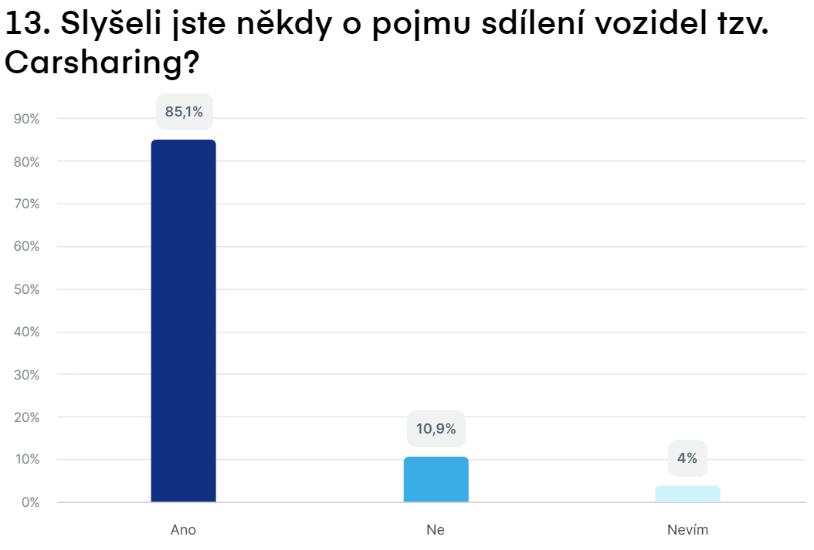 13. Slyšeli jste někdy o pojmu sdílení vozidel tzv.
Carsharing?
85,1%
90%
80%
70%
60%
50%
40%
30%
20%
10,9%
10%
4%
0%
Ano
Ne
Nevím